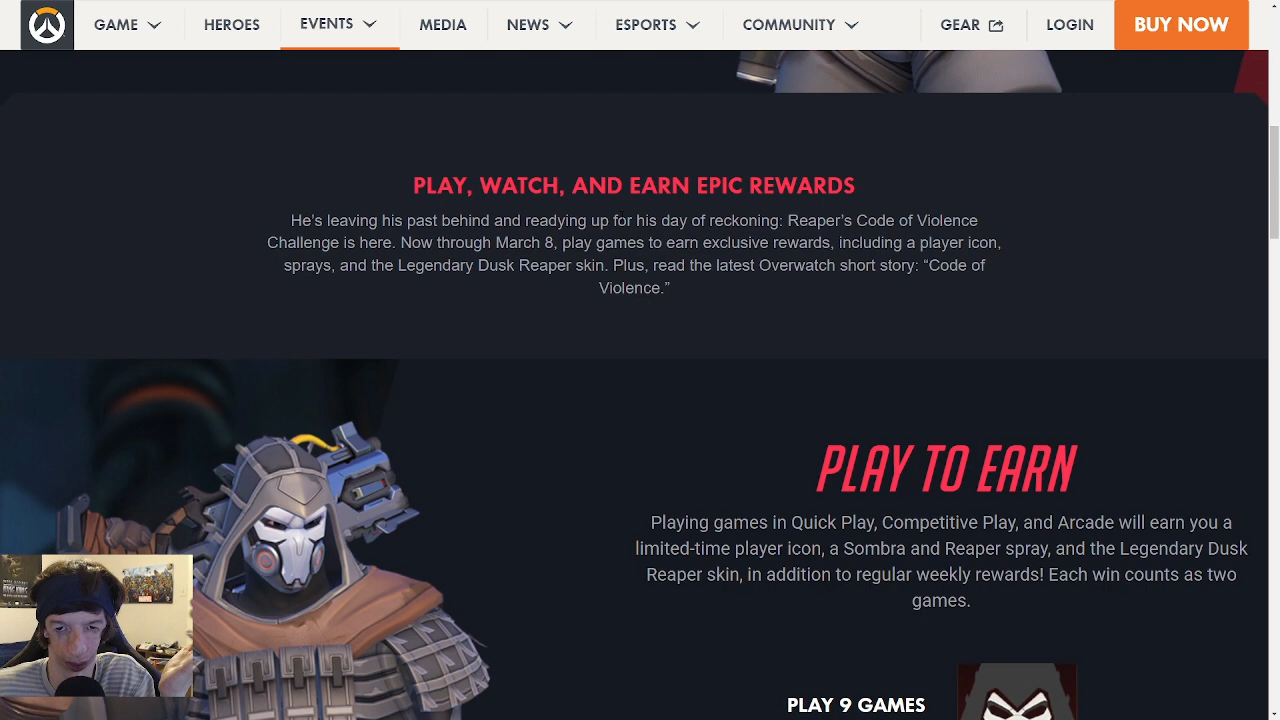 GAME HEROES EVENTS MEDIA NEWS ESPORTS COMMUNITY GEAR LOGIN BUY NOW
PLAY, WATCH, AND EARN EPIC REWARDS
He's leaving his past behind and readying up for his day of reckoning: Reaper's Code of Violence
Challenge is here. Now through March 8, play games to earn exclusive rewards, including a player icon,
sprays, and the Legendary Dusk Reaper skin. Plus, read the latest Overwatch short story: “Code of
Violence.”
PLAY TO EARN
Playing games in Quick Play, Competitive Play, and Arcade will earn you a
limited-time player icon, a Sombra and Reaper spray, and the Legendary Dusk
Reaper skin, in addition to regular weekly rewards! Each win counts as two
games.
MARVEL
PLAY 9 GAMES